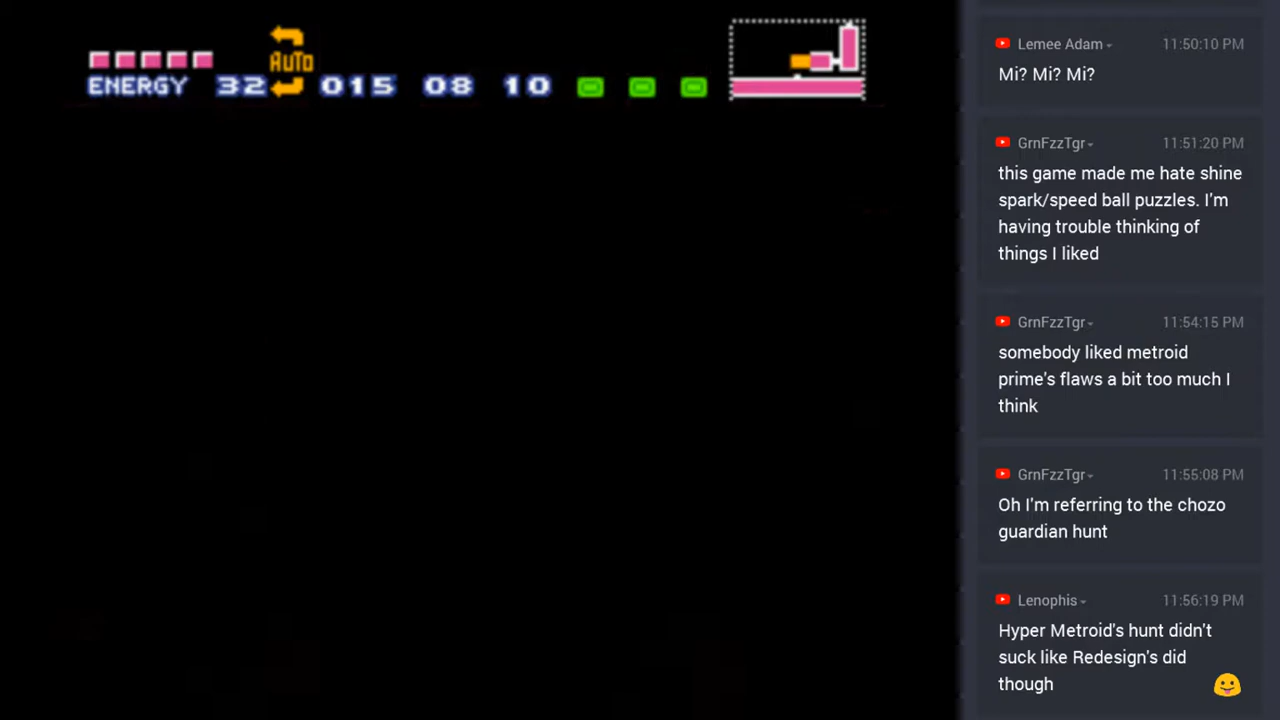 AUTO
ENERGY 32 015 08 10
Lemee Adam 11:50:10 PM
Mi? Mi? Mi?
GrnFzzTgr 11:51:20 PM
this game made me hate shine
spark/speed ball puzzles. I'm
having trouble thinking of
things I liked
GrnFzzTgr 11:54:15 PM
somebody liked metroid
prime's flaws a bit too much I
think
GrnFzzTgr 11:55:08 PM
Oh I'm referring to the chozo
guardian hunt
Lenophis 11:56:19 PM
Hyper Metroid's hunt didn't
suck like Redesign's did
though